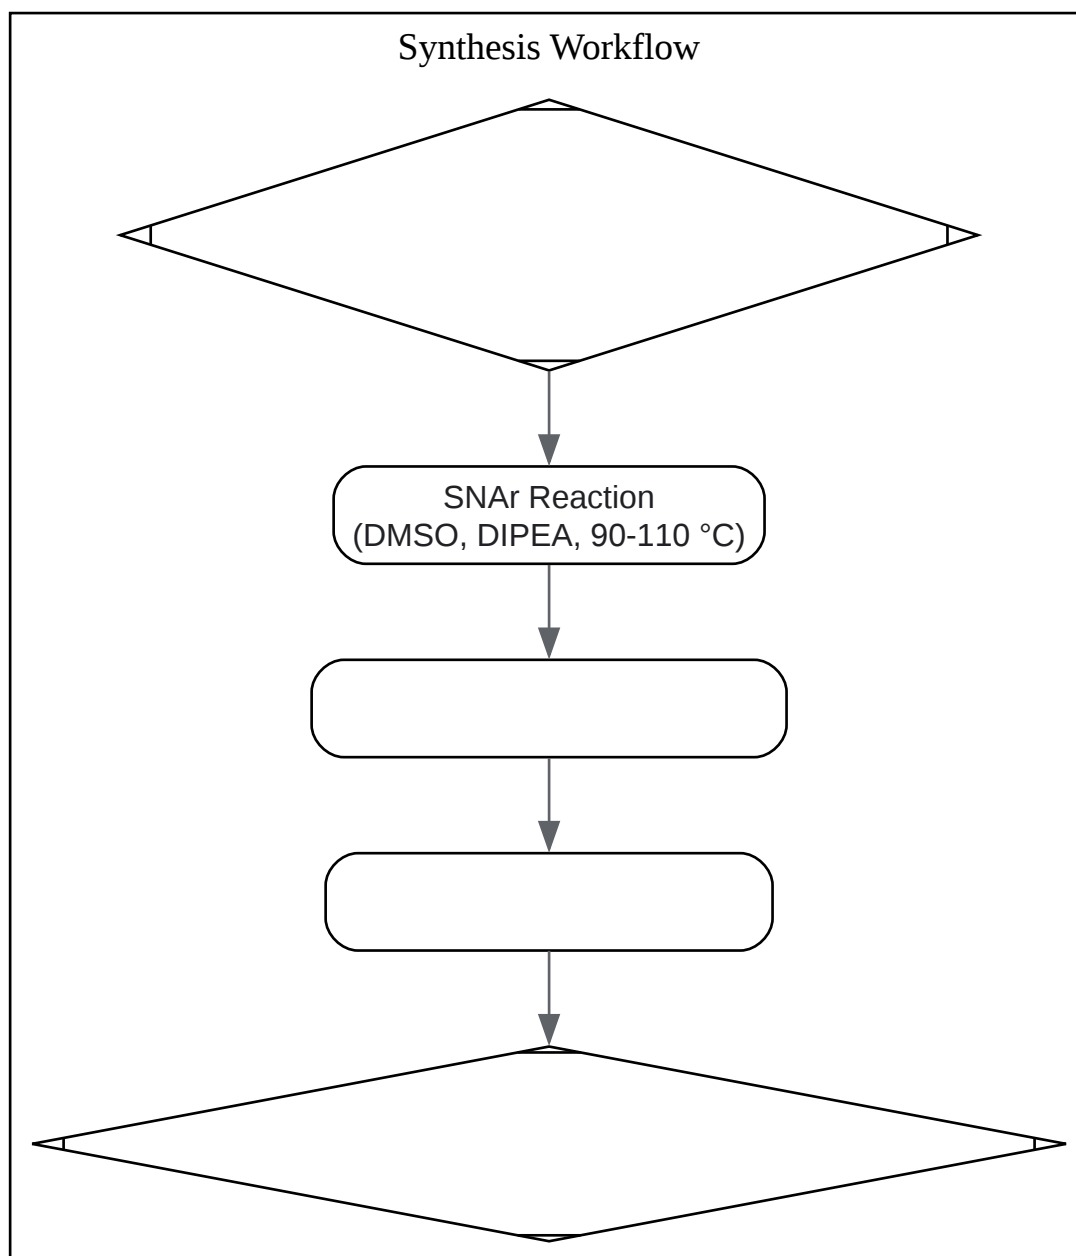 Synthesis Workflow
SNAr Reaction
(DMSO, DIPEA, 90-110 °C)